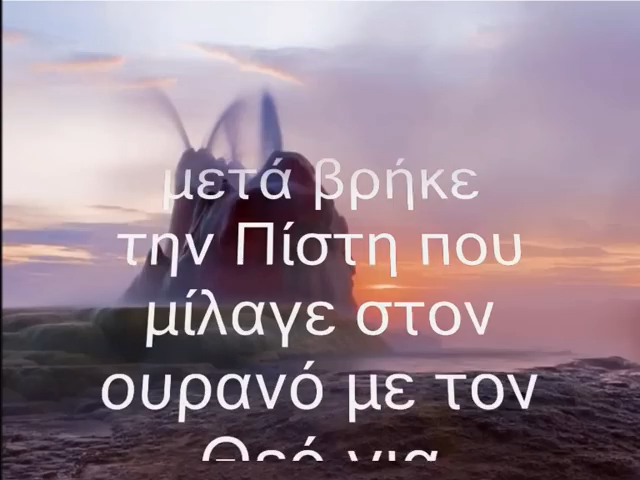 μετά βρήκε
την Πίστη που
μίλαγε στον
ουρανό με τον
Θεό για